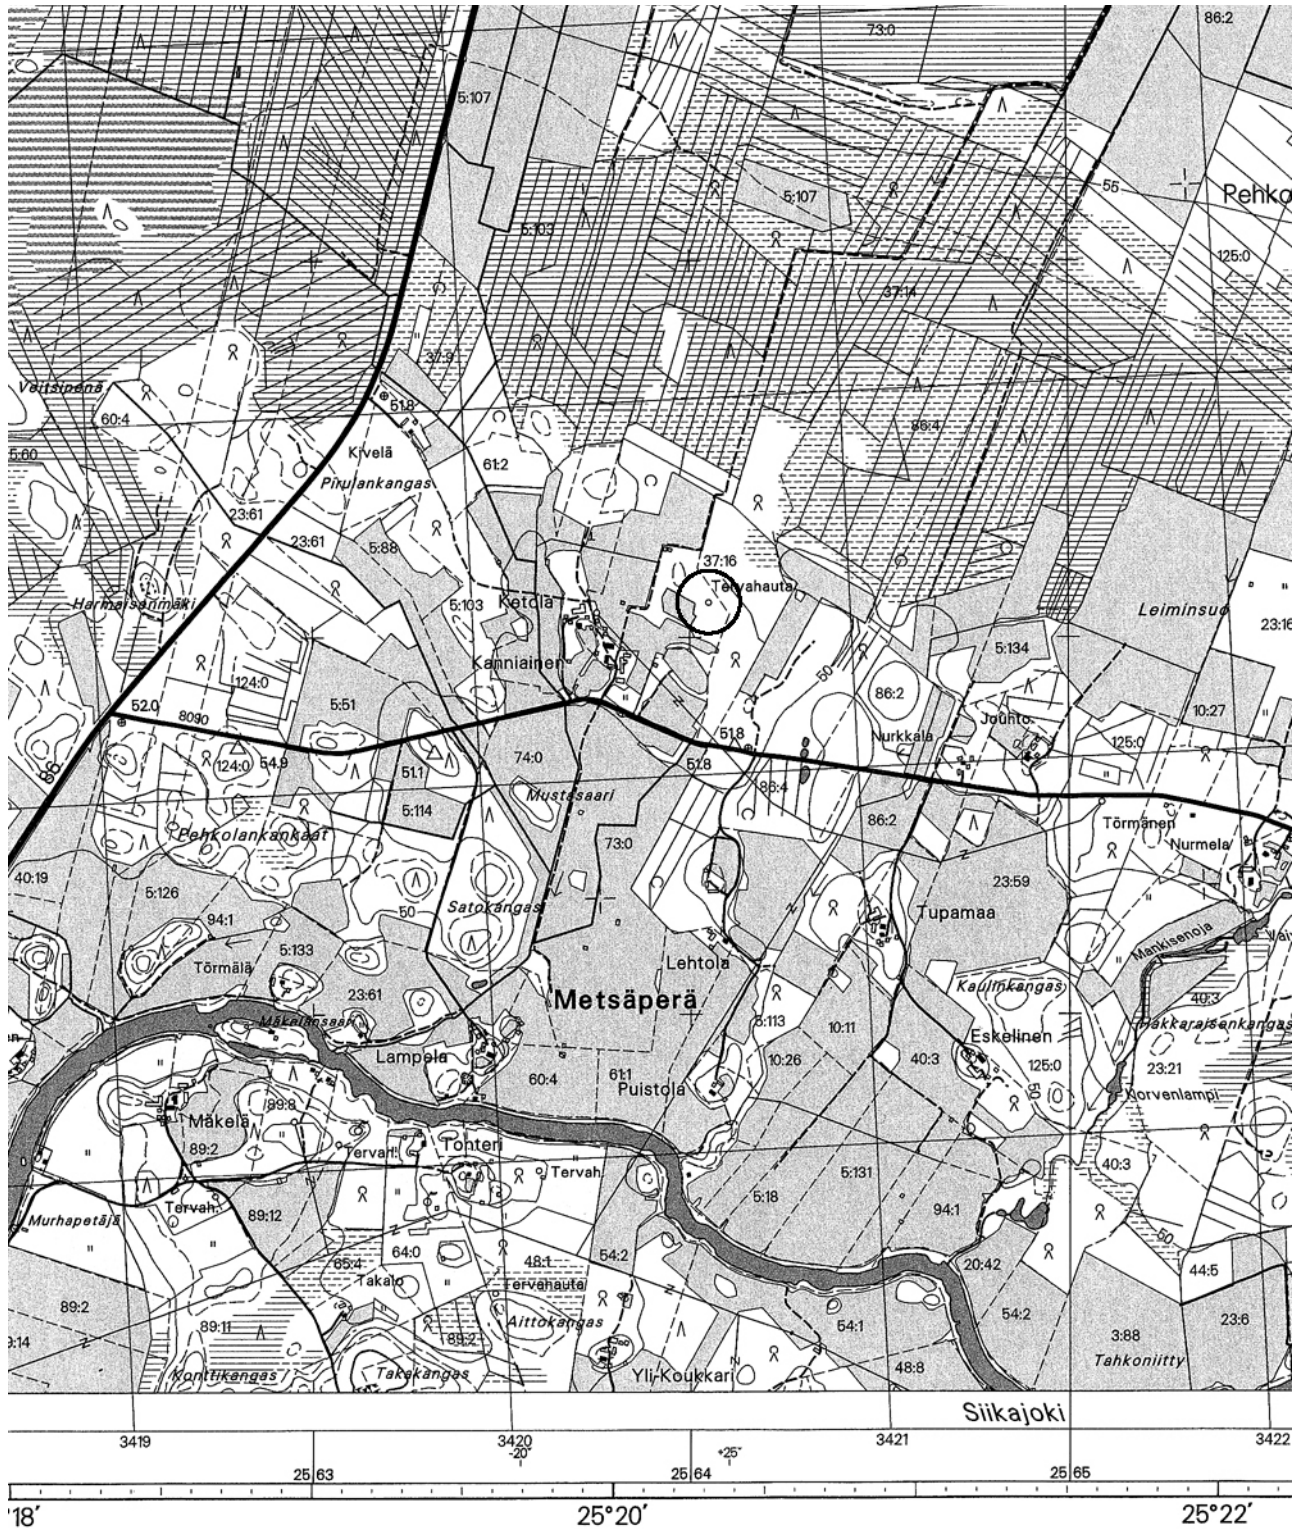 86:2
73:0
5:107
55
5:107
Pehko
5:103
125:0
37:14
37:9
Veitsipenä
51.8
60:4
86:4
5:60
Kivelä
61:2
Pirulankangas
23:61
23:61
5:88
37:16
Tervahauta
Harmaisenmäki
5:103
Ketola
Leiminsuo
23:16
5:134
Kanniainen
50
124:0
86:2
52.0
8090
5:51
10:27
Jouhto
51.8
Nurkkala
125:0
86
124:0
54.9
51.1
74:0
51.8
86:4
5:114
Mustasaari
86:2
Törmänen
Pehkolankankaat
73:0
Nurmela
40:19
5:126
23:59
94:1
50
Satokangas
Tupamaa
5:133
Mankisenoja
Törmälä
Lehtola
23:61
Metsäperä
Kaulinkangas
40:3
Mäkelänsaari
5:113
10:11
Hakkaraisenkangas
Eskelinen
Lampela
10:26
40:3
125:0
23:21
60:4
61:1
Puistola
50
Korvenlampi
89:8
Mäkelä
89:2
Tervah.
Tohteri
Tervah.
5:131
40:3
5:18
Tervah.
94:1
Murhapetäjä
89:12
64:0
48:1
54:2
50
65:4
20:42
44:5
Takalo
Tervahauta
89:2
Aittokangas
54:1
54:2
23:6
9:14
89:11
89:2
3:88
Tahkoniitty
Konttikangas
Takakangas
Yli-Koukkari
48:8
Siikajoki
3419
3420
3421
3422
-20"
+25"
25 63
25 64
25 65
18'
25°20'
25°22'